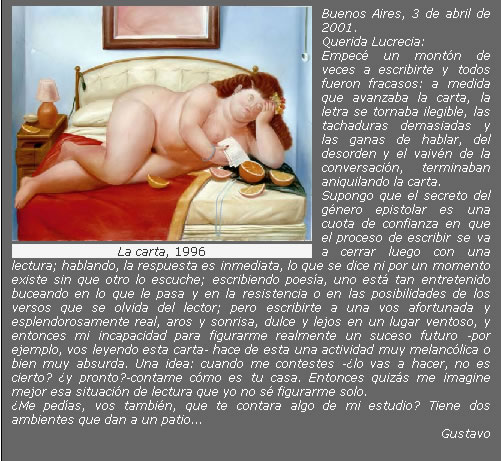 Buenos Aires, 3 de abril de
2001.
Querida Lucrecia:
Empecé un montón de
veces a escribirte y todos
fueron fracasos: a medida
que avanzaba la carta, la
letra se tornaba ilegible, las
tachaduras demasiadas y
las ganas de hablar, del
desorden y el vaivén de la
conversación, terminaban
aniquilando la carta.
Supongo que el secreto del
género epistolar es una
cuota de confianza en que
el proceso de escribir se va
a cerrar luego con una
La carta, 1996
lectura; hablando, la respuesta es inmediata, lo que se dice ni por un momento
existe sin que otro lo escuche; escribiendo poesía, uno está tan entretenido
buceando en lo que le pasa y en la resistencia o en las posibilidades de los
versos que se olvida del lector; pero escribirte a una vos afortunada y
esplendorosamente real, aros y sonrisa, dulce y lejos en un lugar ventoso, y
entonces mi incapacidad para figurarme realmente un suceso futuro -por
ejemplo, vos leyendo esta carta- hace de esta una actividad muy melancólica o
bien muy absurda. Una idea: cuando me contestes -¿lo vas a hacer, no es
cierto? ¿y pronto?-contame cómo es tu casa. Entonces quizás me imagine
mejor esa situación de lectura que yo no sé figurarme solo.
¿Me pedías, vos también, que te contara algo de mi estudio? Tiene dos
ambientes que dan a un patio...
Gustavo